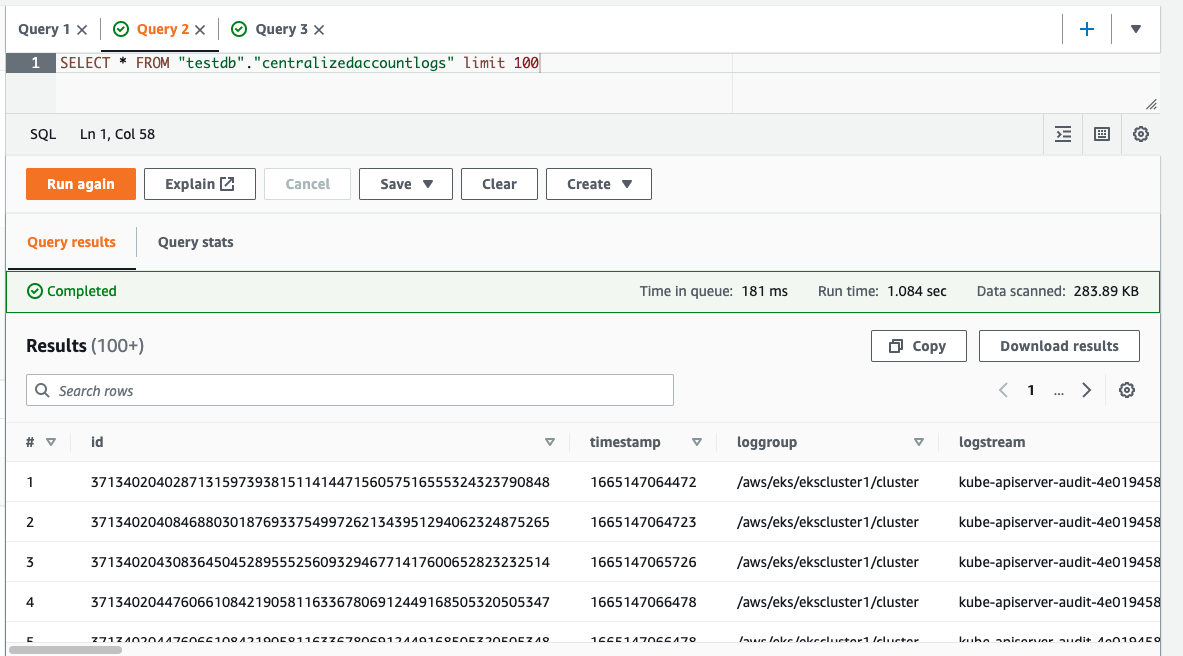 Query 1 × Query 2 × Query 3 × +
1 SELECT * FROM "testdb"."centralizedaccountlogs" limit 100
SQL Ln 1, Col 58
Run again Explain Cancel Save Clear Create
Query results Query stats
Completed Time in queue: 181 ms Run time: 1.084 sec Data scanned: 283.89 KB
Results (100+) Copy Download results
Search rows 1 ...
# id timestamp loggroup logstream
1 37134020402871315973938151141447156057516555324323790848 1665147064472 /aws/eks/ekscluster1/cluster kube-apiserver-audit-4e019458
2 37134020408468803018769337549972621343951294062324875265 1665147064723 /aws/eks/ekscluster1/cluster kube-apiserver-audit-4e019458
3 37134020430836450452895552560932946771417600652823232514 1665147065726 /aws/eks/ekscluster1/cluster kube-apiserver-audit-4e019458
4 37134020447606610842190581163367806912449168505320505347 1665147066478 /aws/eks/ekscluster1/cluster kube-apiserver-audit-4e019458
5 37134020447606610842190581163367806912449168505320505348 1665147066478 /aws/eks/ekscluster1/cluster kube-apiserver-audit-4e019458